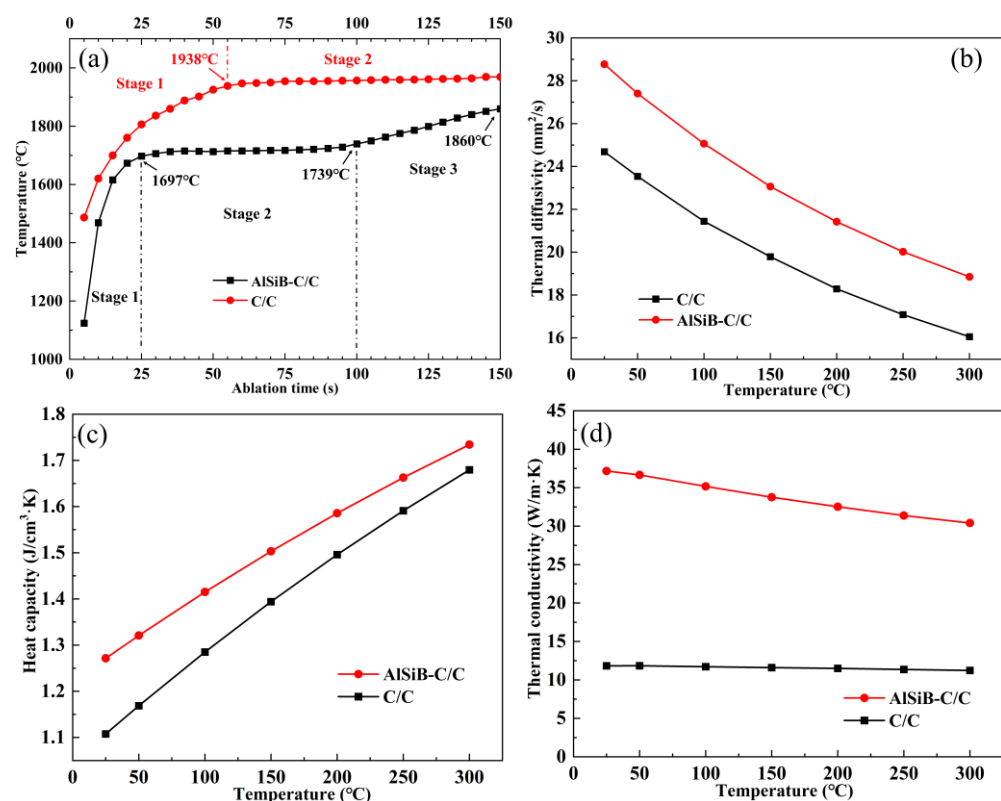 0 25 50 75 100 125 150
(a)
1938°C
Stage 2
Stage 1
2000
1800
1600
1400
1200
1000
Temperature (°C)
1697°C
1739°C
1860°C
Stage 3
Stage 2
Stage 1
AlSiB-C/C
C/C
0 25 50 75 100 125 150
Ablation time (s)
(b)
30
28
26
24
22
20
18
16
Thermal diffusivity (mm²/s)
C/C
AlSiB-C/C
0 50 100 150 200 250 300
Temperature (°C)
(c)
1.8
1.7
1.6
1.5
1.4
1.3
1.2
1.1
Heat capacity (J/cm³·K)
AlSiB-C/C
C/C
0 50 100 150 200 250 300
Temperature (°C)
(d)
45
40
35
30
25
20
15
10
5
0
Thermal conductivity (W/m·K)
AlSiB-C/C
C/C
0 50 100 150 200 250 300
Temperature (°C)